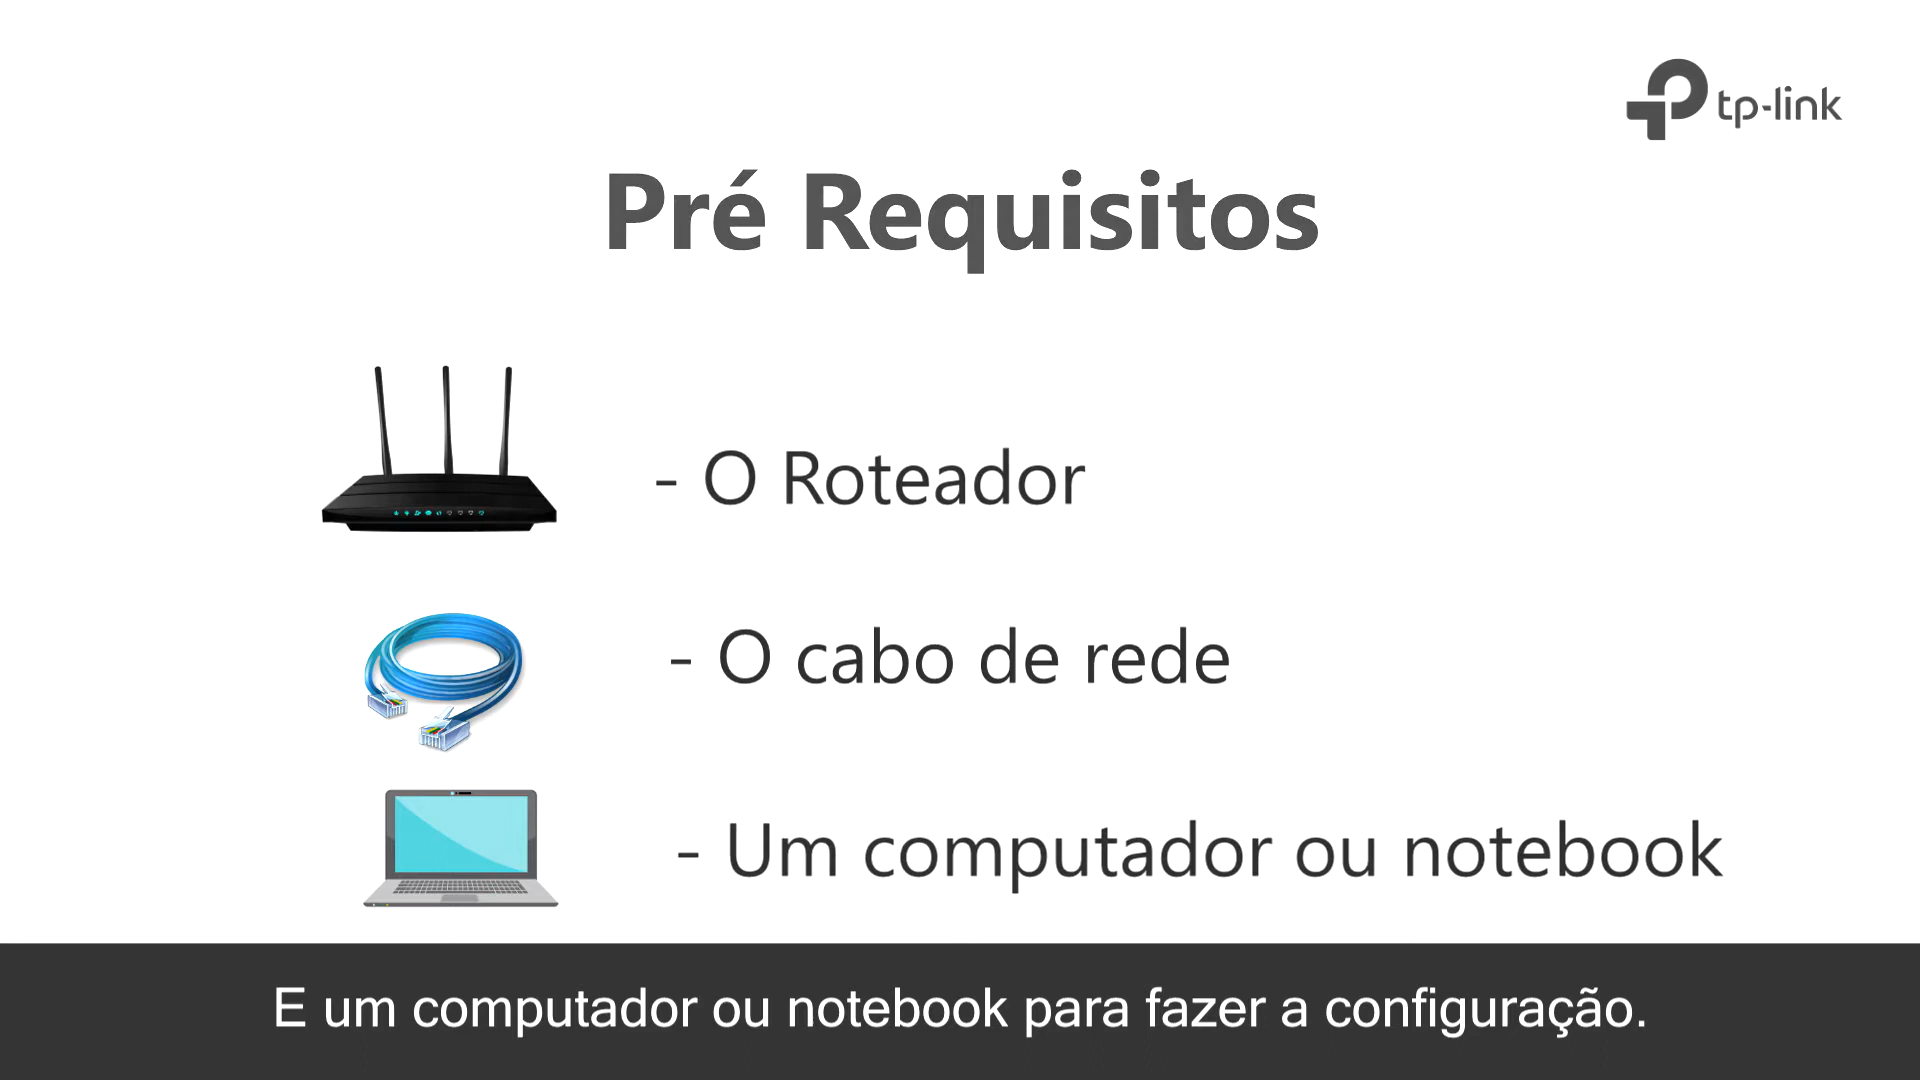 tp-link
Pré Requisitos
- O Roteador
- O cabo de rede
- Um computador ou notebook
E um computador ou notebook para fazer a configuração.